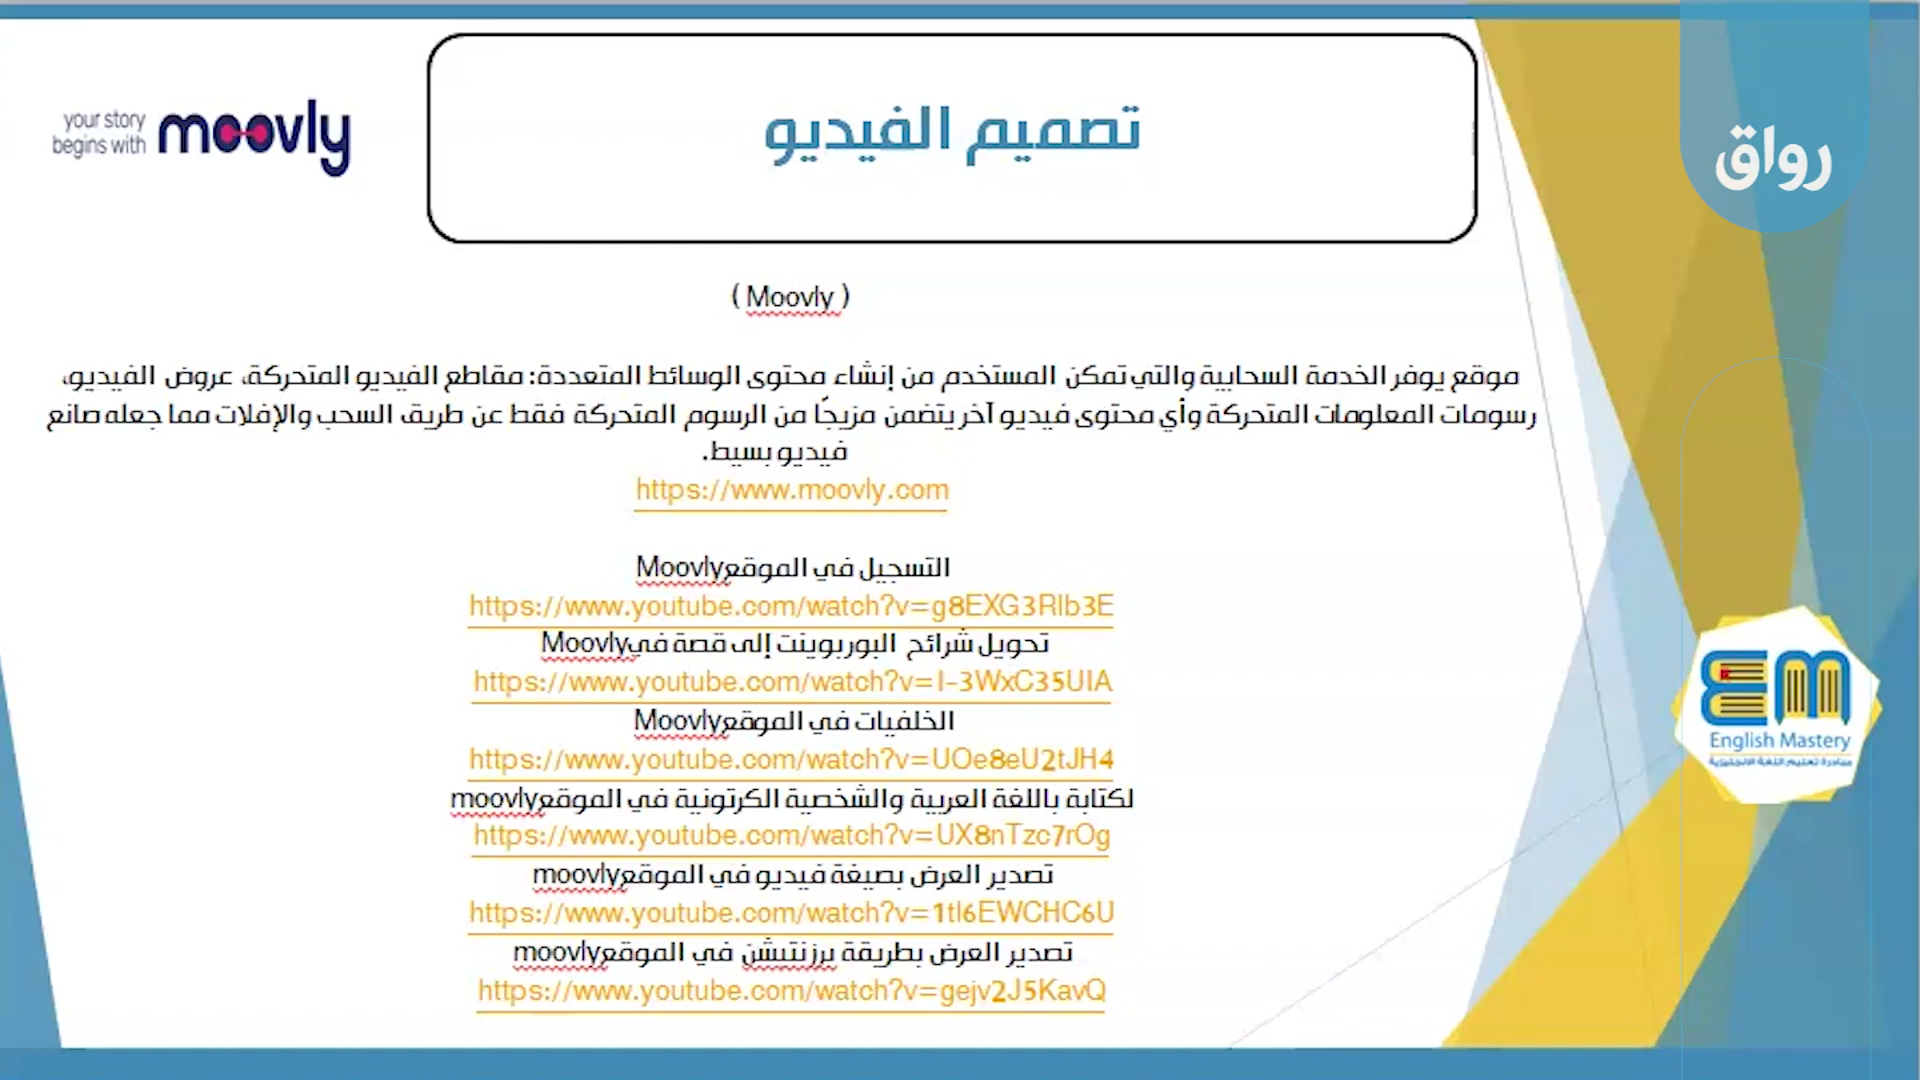 تصميم الفيديو
your story
begins with
moovly
رواق
( Moovly )
موقع يوفر الخدمة السحابية والتي تمكن المستخدم من إنشاء محتوى الوسائط المتعددة: مقاطع الفيديو المتحركة، عروض الفيديو،
رسومات المعلومات المتحركة وأي محتوى فيديو آخر يتضمن مزيجًا من الرسوم المتحركة فقط عن طريق السحب والإفلات مما جعله صانع
فيديو بسيط.
https://www.moovly.com
التسجيل في الموقعMoovly
https://www.youtube.com/watch?v=g8EXG3RIb3E
تحويل شرائح البوربوينت إلى قصة فيMoovly
https://www.youtube.com/watch?v=I-3WxC35UIA
الخلفيات في الموقعMoovly
https://www.youtube.com/watch?v=UOe8eU2tJH4
لكتابة باللغة العربية والشخصية الكرتونية في الموقعmoovly
https://www.youtube.com/watch?v=UX8nTzc7rOg
تصدير العرض بصيغة فيديو في الموقعmoovly
https://www.youtube.com/watch?v=1tI6EWCHC6U
تصدير العرض بطريقة برزنتيشن في الموقعmoovly
https://www.youtube.com/watch?v=gejv2J5KavQ
EM
English Mastery
مبادرة تعليم اللغة الانجليزية